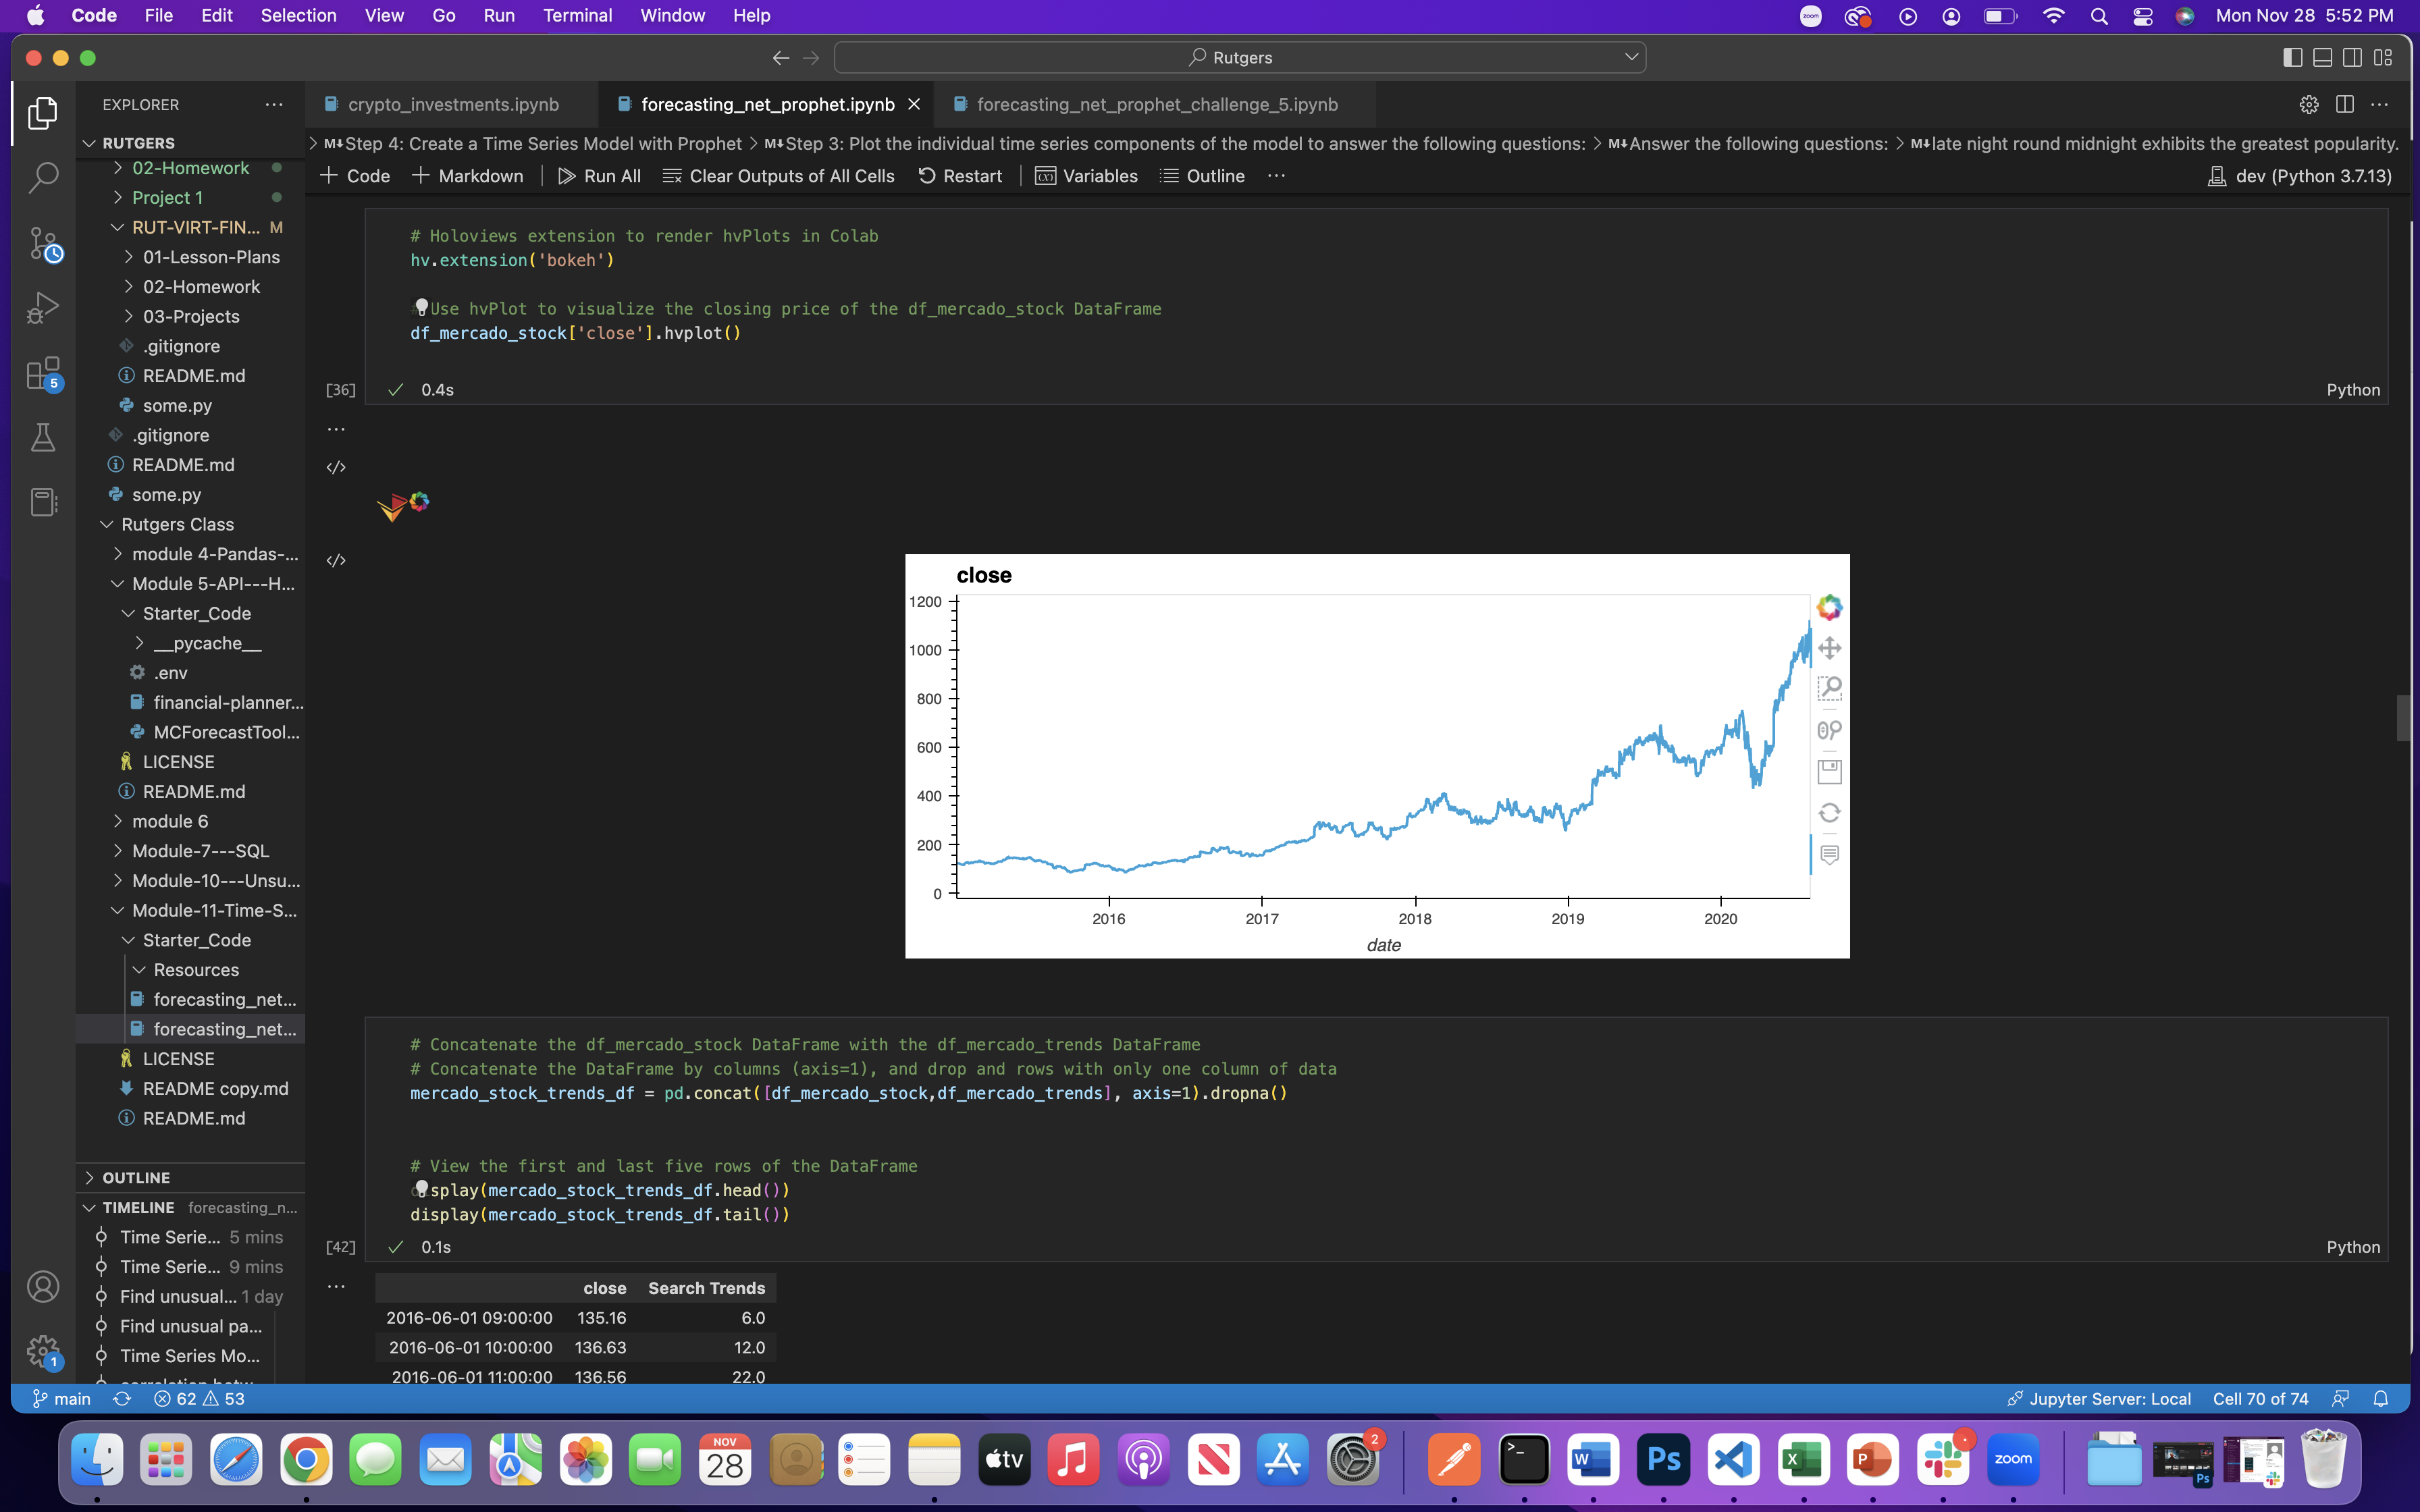 Code File Edit Selection View Go Run Terminal Window Help
zoom
Mon Nov 28 5:52 PM
Rutgers
EXPLORER
RUTGERS
02-Homework
Project 1
RUT-VIRT-FIN... M
01-Lesson-Plans
02-Homework
03-Projects
.gitignore
README.md
some.py
.gitignore
README.md
some.py
Rutgers Class
module 4-Pandas-...
Module 5-API---H...
Starter_Code
__pycache__
.env
financial-planner...
MCForecastTool...
LICENSE
README.md
module 6
Module-7---SQL
Module-10---Unsu...
Module-11-Time-S...
Starter_Code
Resources
forecasting_net...
forecasting_net...
LICENSE
README copy.md
README.md
OUTLINE
TIMELINE forecasting_n...
Time Serie... 5 mins
Time Serie... 9 mins
Find unusual... 1 day
Find unusual pa...
Time Series Mo...
5
1
crypto_investments.ipynb
forecasting_net_prophet.ipynb
forecasting_net_prophet_challenge_5.ipynb
Step 4: Create a Time Series Model with Prophet > Step 3: Plot the individual time series components of the model to answer the following questions: > Answer the following questions: > late night round midnight exhibits the greatest popularity.
+ Code + Markdown Run All Clear Outputs of All Cells Restart Variables Outline ...
dev (Python 3.7.13)
# Holoviews extension to render hvPlots in Colab
hv.extension('bokeh')
Use hvPlot to visualize the closing price of the df_mercado_stock DataFrame
df_mercado_stock['close'].hvplot()
[36] 0.4s
Python
close
1200
1000
800
600
400
200
0
2016 2017 2018 2019 2020
date
# Concatenate the df_mercado_stock DataFrame with the df_mercado_trends DataFrame
# Concatenate the DataFrame by columns (axis=1), and drop and rows with only one column of data
mercado_stock_trends_df = pd.concat([df_mercado_stock,df_mercado_trends], axis=1).dropna()
# View the first and last five rows of the DataFrame
display(mercado_stock_trends_df.head())
display(mercado_stock_trends_df.tail())
[42] 0.1s
Python
close Search Trends
2016-06-01 09:00:00 135.16 6.0
2016-06-01 10:00:00 136.63 12.0
2016-06-01 11:00:00 136.56 22.0
main 62 53
Jupyter Server: Local Cell 70 of 74
NOV
28
tv
2
W
Ps
X
P
zoom
Ps